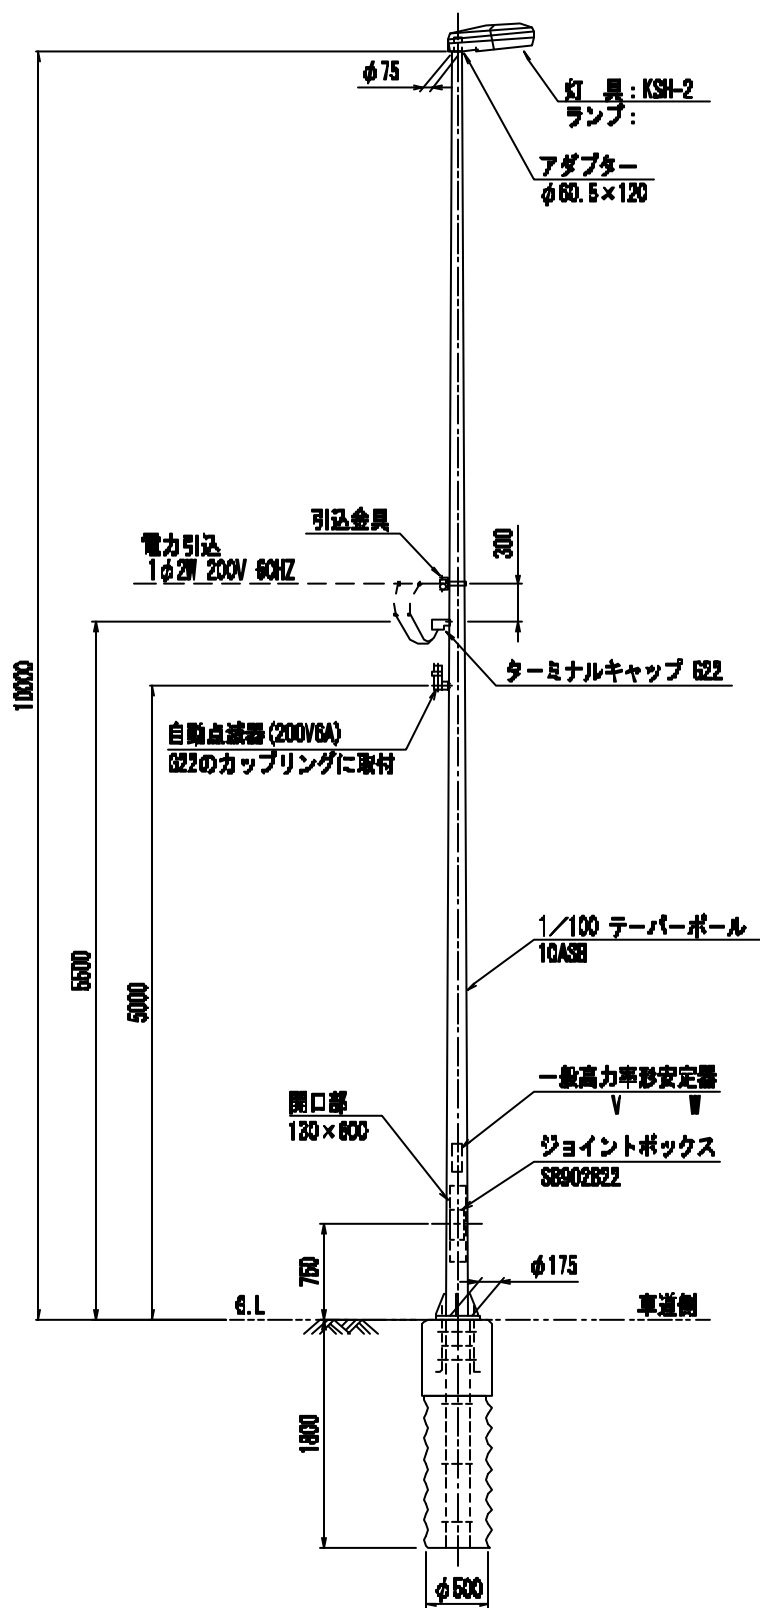 φ75
灯　具：KSH-2
ランプ：
アダプター
φ60.5×120
引込金具
300
電力引込
1φ2W 200V 60HZ
10000
ターミナルキャップ G22
自動点滅器(200V6A)
G22のカップリングに取付
5500
5000
1／100 テーパーポール
10ASB
一般高力率形安定器
V W
開口部
130×600
ジョイントボックス
750
φ175
G.L
車道側
1800
φ500